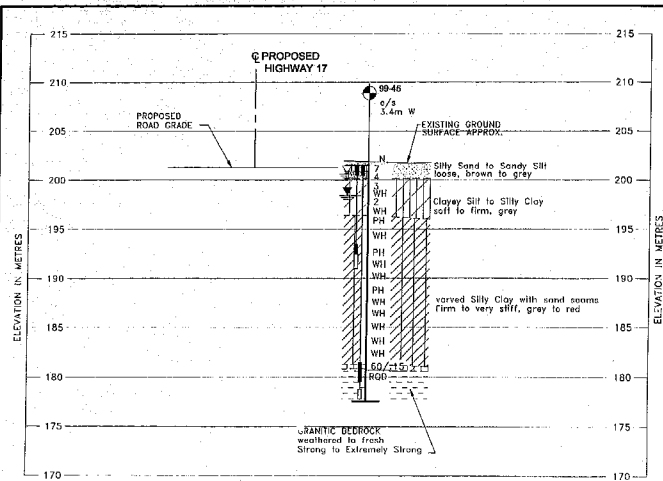 215
215
℄ PROPOSED
HIGHWAY 17
210
210
99-46
o/s
3.4m W
PROPOSED
ROAD GRADE
EXISTING GROUND
SURFACE APPROX.
205
205
N
7
4
3
WH
2
WH
PH
WH
PH
WH
WH
PH
WH
WH
WH
WH
WH
60/.15
RQD
Silty Sand to Sandy Silt
loose, brown to grey
200
200
Clayey Silt to Silty Clay
soft to firm, grey
195
195
190
190
varved Silty Clay with sand seams
Firm to very stiff, grey to red
185
185
180
180
GRANITIC BEDROCK
weathered to fresh
Strong to Extremely Strong
175
175
170
170
ELEVATION IN METRES
ELEVATION IN METRES